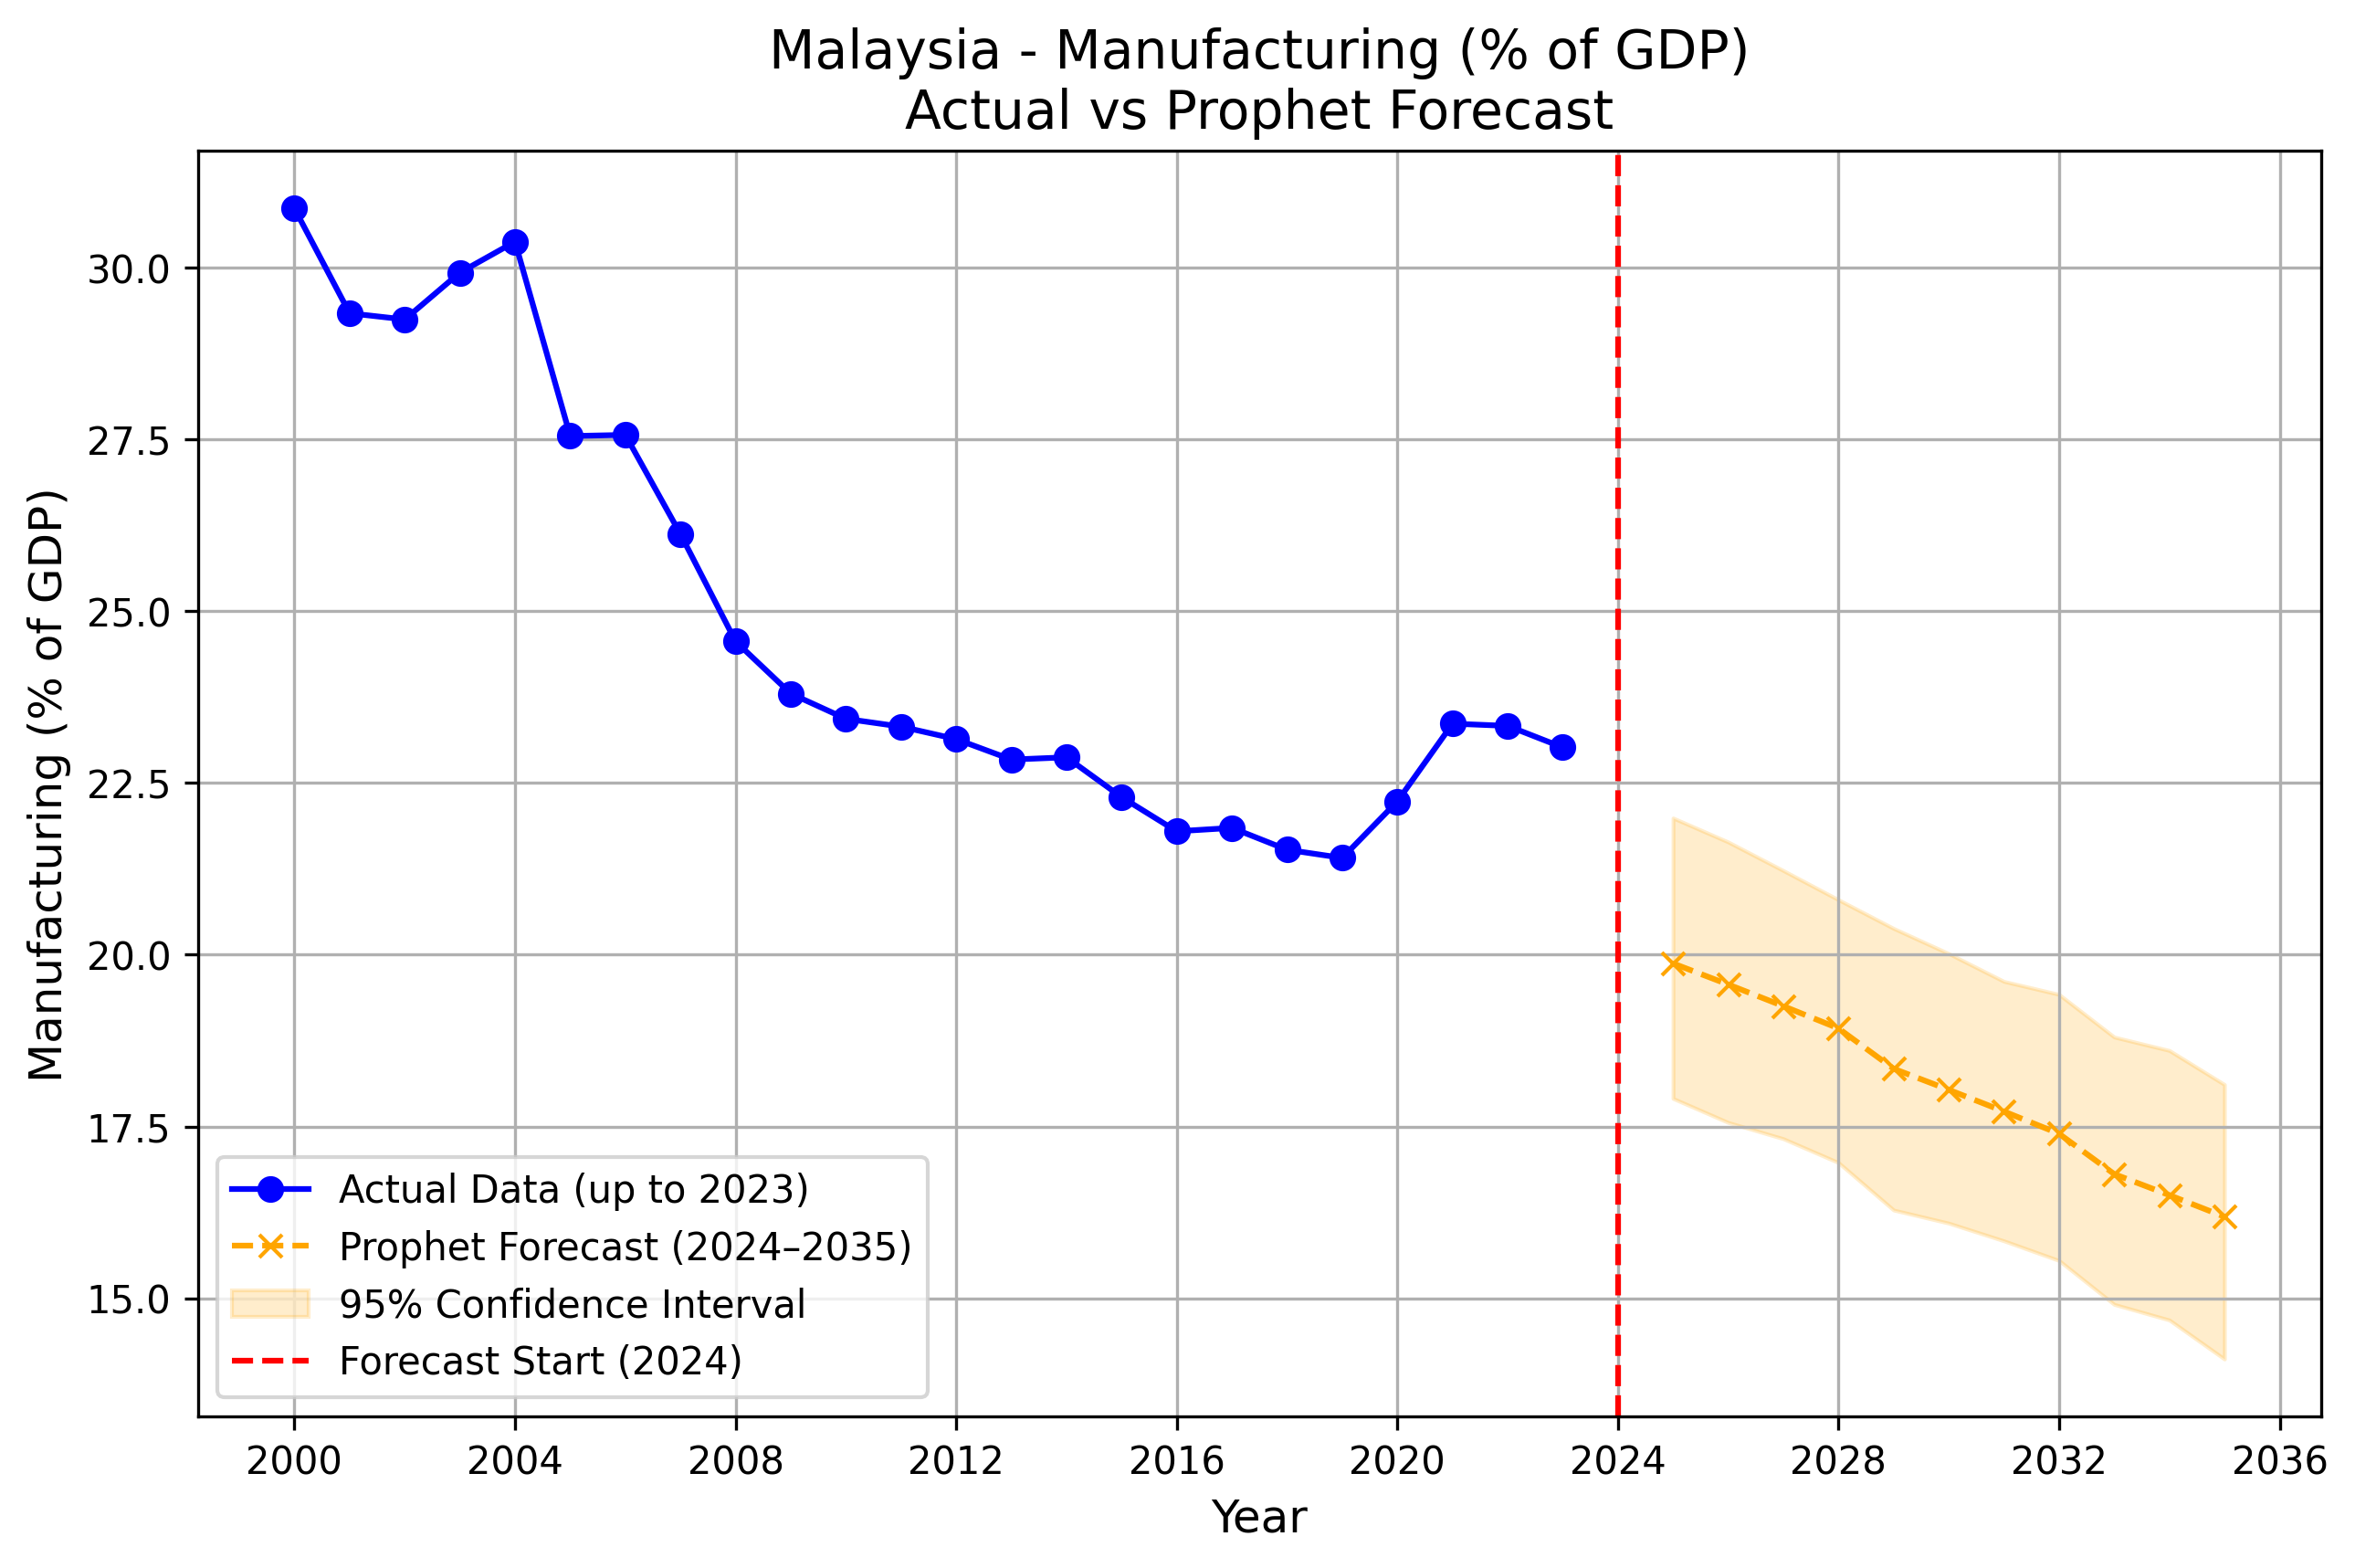 Malaysia - Manufacturing (% of GDP)
Actual vs Prophet Forecast
Manufacturing (% of GDP)
30.0
27.5
25.0
22.5
20.0
17.5
15.0
Actual Data (up to 2023)
Prophet Forecast (2024–2035)
95% Confidence Interval
Forecast Start (2024)
2000 2004 2008 2012 2016 2020 2024 2028 2032 2036
Year